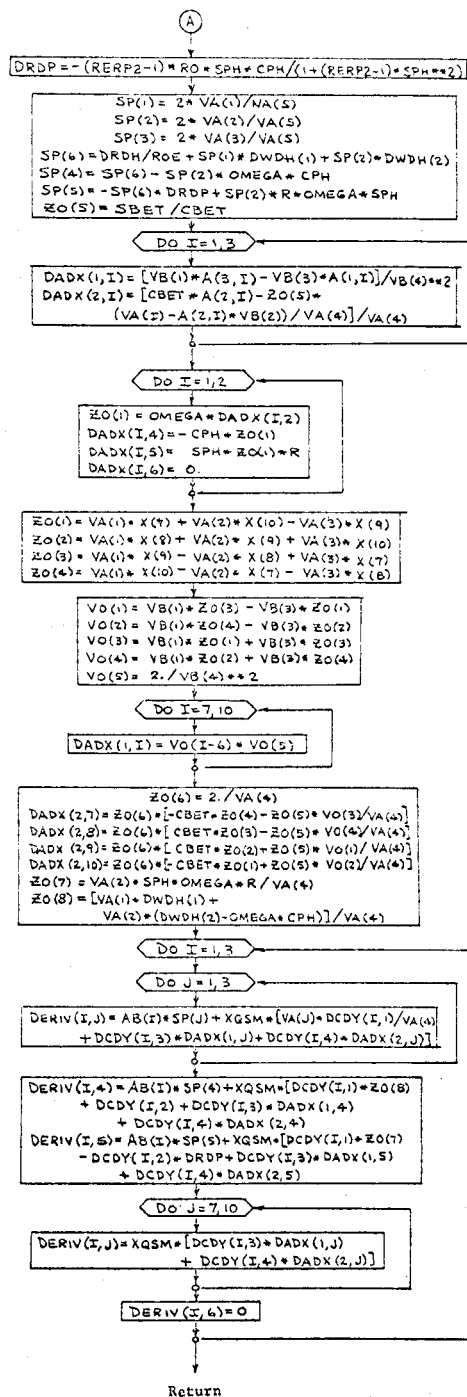 A
DRDP=-(RERP2-1)*RO*SPH*CPH/(1+(RERP2-1)*SPH**2)
SP(1) = 2* VA(1)/VA(5)
SP(2) = 2* VA(2)/VA(5)
SP(3) = 2* VA(3)/VA(5)
SP(6)=DRDH/ROE+SP(1)*DWDH(1)+SP(2)*DWDH(2)
SP(4)= SP(6)-SP(2)*OMEGA*CPH
SP(5)=-SP(6)*DRDP+SP(2)*R*OMEGA*SPH
ZO(5)= SBET/CBET
DO I=1,3
DADX(1,I)= [VB(1)*A(3,I)-VB(3)*A(1,I)]/VB(4)**2
DADX(2,I)=[CBET*A(2,I)-ZO(5)*
(VA(I)-A(2,I)*VB(2))/VA(4)]/VA(4)
DO I=1,2
ZO(1)= OMEGA*DADX(I,2)
DADX(I,4)=-CPH*ZO(1)
DADX(I,5)= SPH*ZO(1)*R
DADX(I,6)= 0.
ZO(1)= VA(1)* X(7) + VA(2)* X(10) - VA(3)* X(9)
ZO(2)= VA(1)* X(8) + VA(2)* X(9) + VA(3)* X(10)
ZO(3)= VA(1)* X(9) - VA(2)* X(8) + VA(3)* X(7)
ZO(4)= VA(1)* X(10)- VA(2)* X(7) - VA(3)* X(8)
VO(1) = VB(1)* ZO(3) - VB(3)* ZO(1)
VO(2) = VB(1)* ZO(4) - VB(3)* ZO(2)
VO(3) = VB(1)* ZO(1) + VB(3)* ZO(3)
VO(4) = VB(1)* ZO(2) + VB(3)* ZO(4)
VO(5) = 2./VB(4)**2
DO I=7,10
DADX(1,I)= VO(I-6)* VO(5)
ZO(6)= 2./VA(4)
DADX(2,7)=ZO(6)*[-CBET*ZO(4)-ZO(5)* VO(3)/VA(4)]
DADX(2,8)=ZO(6)*[ CBET*ZO(3)-ZO(5)* VO(4)/VA(4)]
DADX(2,9)=ZO(6)*[ CBET*ZO(2)+ZO(5)* VO(1)/VA(4)]
DADX(2,10)=ZO(6)*[-CBET*ZO(1)+ZO(5)* VO(2)/VA(4)]
ZO(7)= VA(2)*SPH*OMEGA*R/VA(4)
ZO(8)=[VA(1)*DWDH(1)+
VA(2)*(DWDH(2)-OMEGA*CPH)]/VA(4)
DO I=1,3
DO J=1,3
DERIV(I,J)=AB(I)*SP(J)+XQSM*[VA(J)*DCDY(I,1)/VA(4)
+DCDY(I,3)*DADX(1,J)+DCDY(I,4)*DADX(2,J)]
DERIV(I,4)=AB(I)*SP(4)+XQSM*[DCDY(I,1)*ZO(8)
+ DCDY(I,2)+DCDY(I,3)*DADX(1,4)
+ DCDY(I,4)*DADX(2,4)
DERIV(I,5)=AB(I)*SP(5)+XQSM*[DCDY(I,1)*ZO(7)
-DCDY(I,2)*DRDP+DCDY(I,3)*DADX(1,5)
+ DCDY(I,4)*DADX(2,5)
DO J=7,10
DERIV(I,J)=XQSM*[DCDY(I,3)*DADX(1,J)
+ DCDY(I,4)*DADX(2,J)]
DERIV(I,6)=0
Return